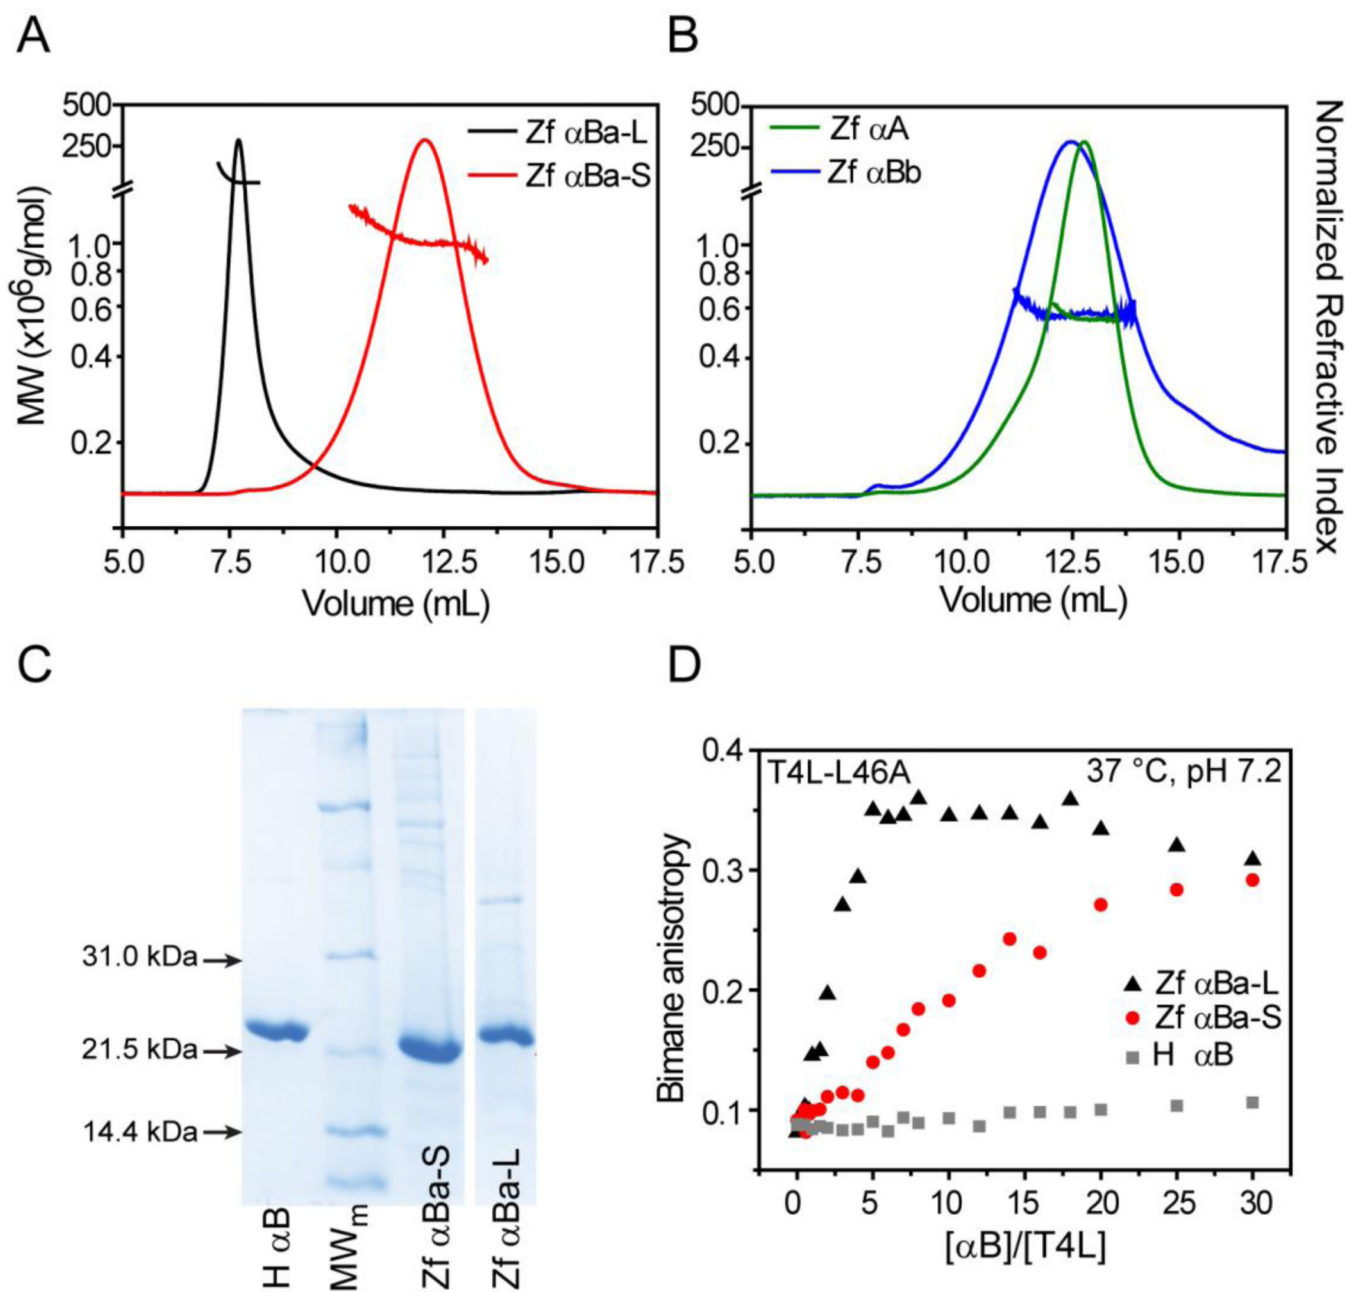 A
B
500
250
1.0
0.8
0.6
0.4
0.2
MW (x10⁶g/mol)
Zf αBa-L
Zf αBa-S
5.0 7.5 10.0 12.5 15.0 17.5
Volume (mL)
500
250
1.0
0.8
0.6
0.4
0.2
Zf αA
Zf αBb
5.0 7.5 10.0 12.5 15.0 17.5
Volume (mL)
Normalized Refractive Index
C
D
31.0 kDa
21.5 kDa
14.4 kDa
H αB
MWm
Zf αBa-S
Zf αBa-L
T4L-L46A
37 °C, pH 7.2
0.4
0.3
0.2
0.1
Bimane anisotropy
Zf αBa-L
Zf αBa-S
H αB
0 5 10 15 20 25 30
[αB]/[T4L]